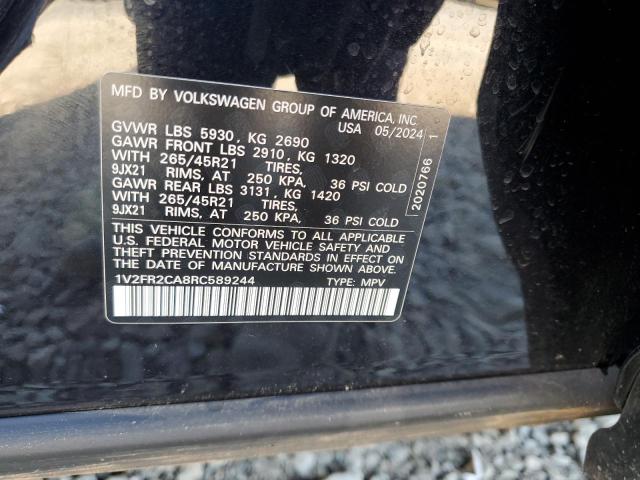 MFD BY VOLKSWAGEN GROUP OF AMERICA, INC
USA 05/2024
GVWR LBS 5930, KG 2690
GAWR FRONT LBS 2910, KG 1320
WITH 265/45R21 TIRES,
9JX21 RIMS, AT 250 KPA, 36 PSI COLD
GAWR REAR LBS 3131, KG 1420
WITH 265/45R21 TIRES,
9JX21 RIMS, AT 250 KPA, 36 PSI COLD
THIS VEHICLE CONFORMS TO ALL APPLICABLE
U.S. FEDERAL MOTOR VEHICLE SAFETY AND
THEFT PREVENTION STANDARDS IN EFFECT ON
THE DATE OF MANUFACTURE SHOWN ABOVE.
1V2FR2CA8RC589244 TYPE: MPV
2020766 1